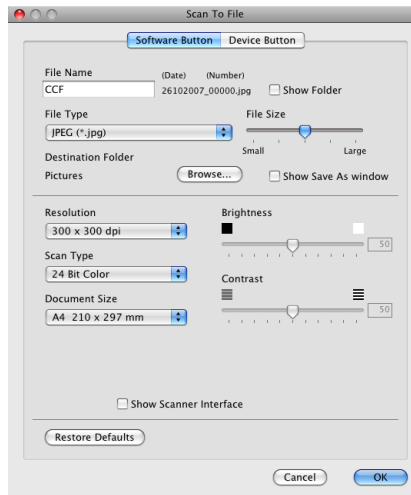 Scan To File
Software Button Device Button
File Name (Date) (Number)
CCF 26102007_00000.jpg Show Folder
File Type File Size
JPEG (*.jpg)
Small Large
Destination Folder
Pictures Browse... Show Save As window
Resolution Brightness
300 x 300 dpi
50
Scan Type
24 Bit Color
Contrast
Document Size
A4 210 x 297 mm
50
Show Scanner Interface
Restore Defaults
Cancel OK